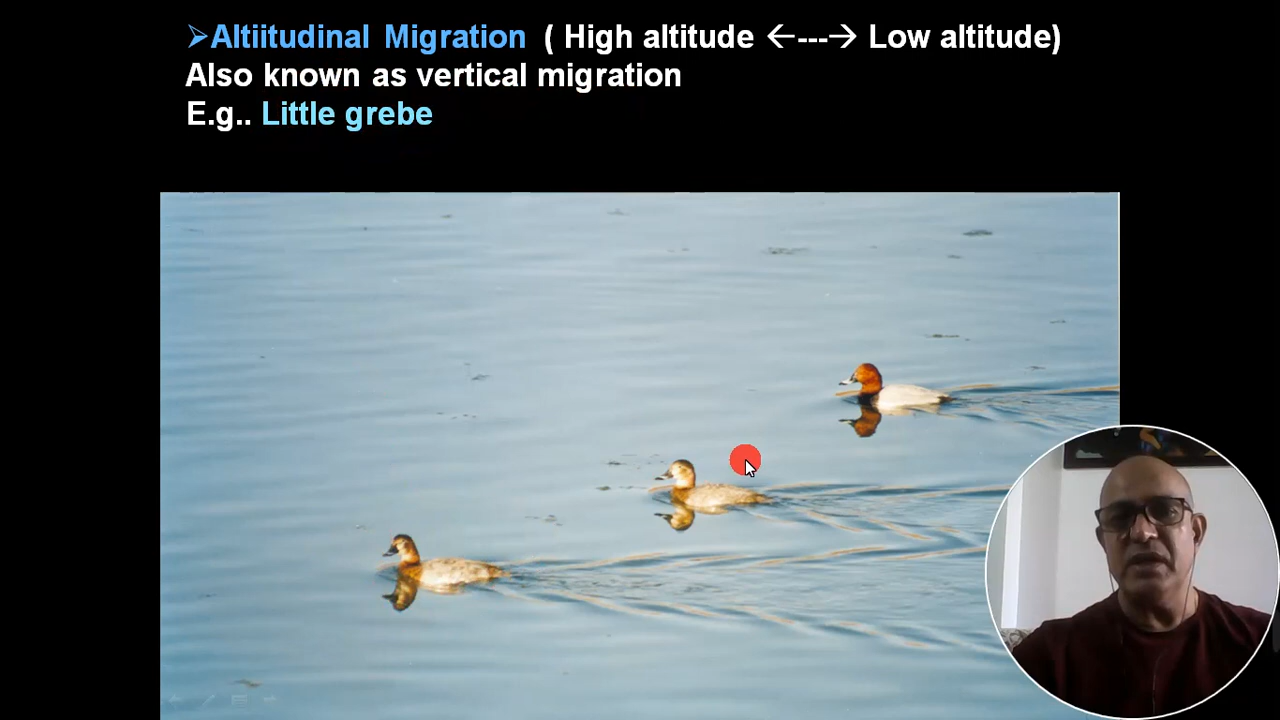 ➢Altiitudinal Migration ( High altitude ←---→ Low altitude)
Also known as vertical migration
E.g.. Little grebe